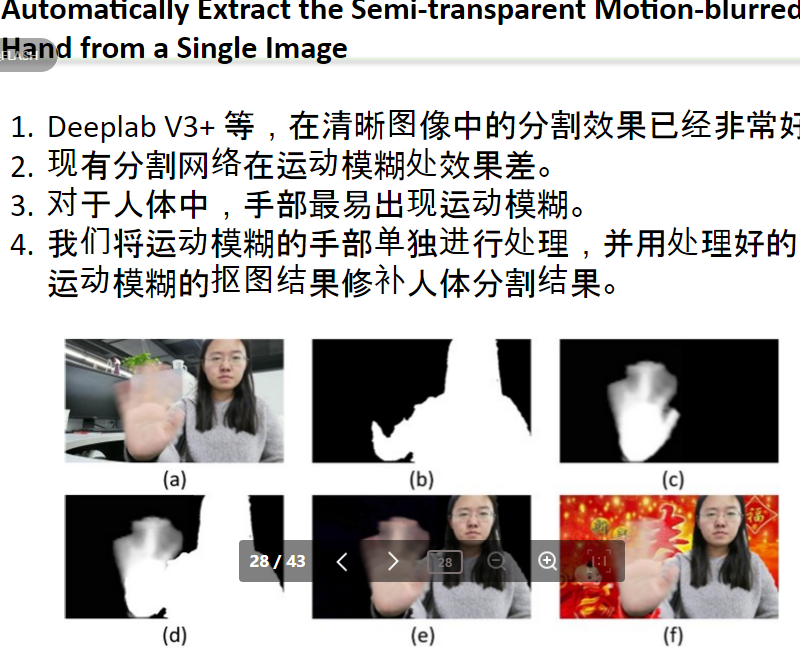 Automatically Extract the Semi-transparent Motion-blurred
Hand from a Single Image
FLASH
1. Deeplab V3+ 等，在清晰图像中的分割效果已经非常好
2. 现有分割网络在运动模糊处效果差。
3. 对于人体中，手部最易出现运动模糊。
4. 我们将运动模糊的手部单独进行处理，并用处理好的
运动模糊的抠图结果修补人体分割结果。
(a)
(b)
(c)
福
28 / 43
28
1:1
(d)
(e)
(f)